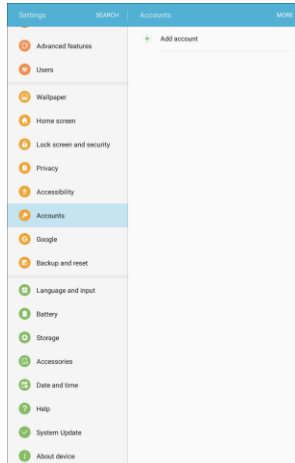 Settings
SEARCH
Accounts
MORE
Advanced features
Users
Wallpaper
Home screen
Lock screen and security
Privacy
Accessibility
Accounts
Google
Backup and reset
Language and input
Battery
Storage
Accessories
Date and time
Help
System Update
About device
Add account